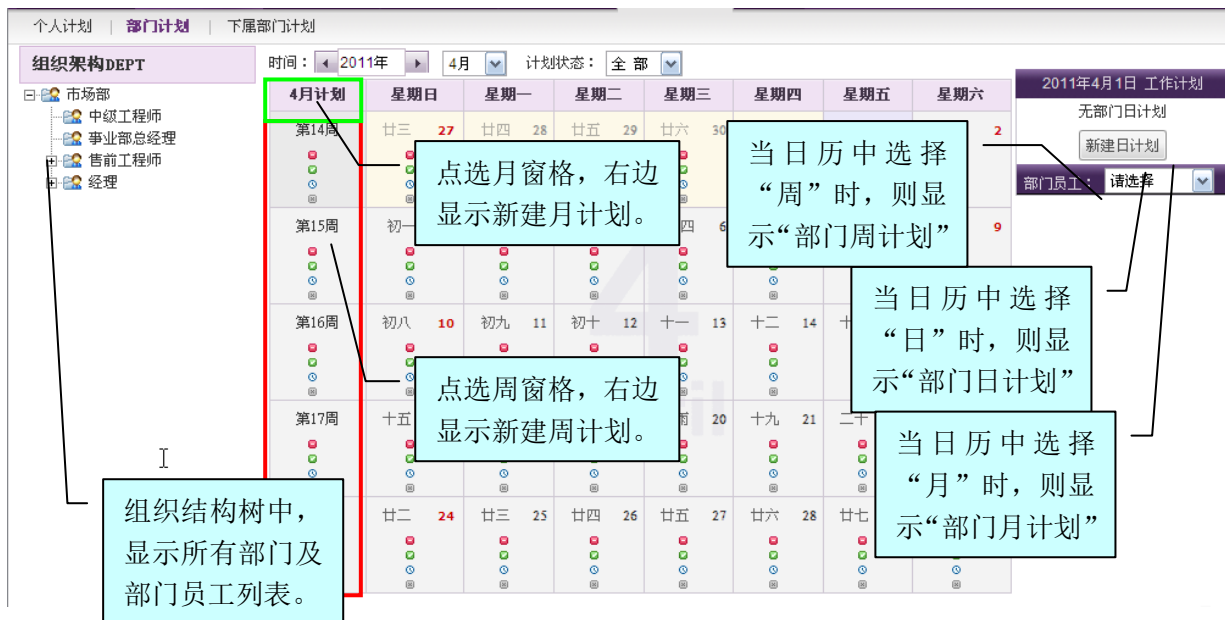 个人计划 | 部门计划 | 下属部门计划
组织架构DEPT
时间： 2011年 4月 计划状态： 全 部
市场部
中级工程师
事业部总经理
售前工程师
经理
4月计划 星期日 星期一 星期二 星期三 星期四 星期五 星期六
第14周 廿三 27 廿四 28 廿五 29 廿六 30 2
第15周 初一 四 6 9
第16周 初八 10 初九 11 初十 12 十一 13 十二 14 十
第17周 十五 20 十九 21 二十
廿二 24 廿三 25 廿四 26 廿五 27 廿六 28 廿七
2011年4月1日 工作计划
无部门日计划
新建日计划
部门员工： 请选择
点选月窗格，右边
显示新建月计划。
当日历中选择
“周”时，则显
示“部门周计划”
当日历中选择
“日”时，则显
示“部门日计划”
点选周窗格，右边
显示新建周计划。
当日历中选择
“月”时，则显
示“部门月计划”
组织结构树中，
显示所有部门及
部门员工列表。